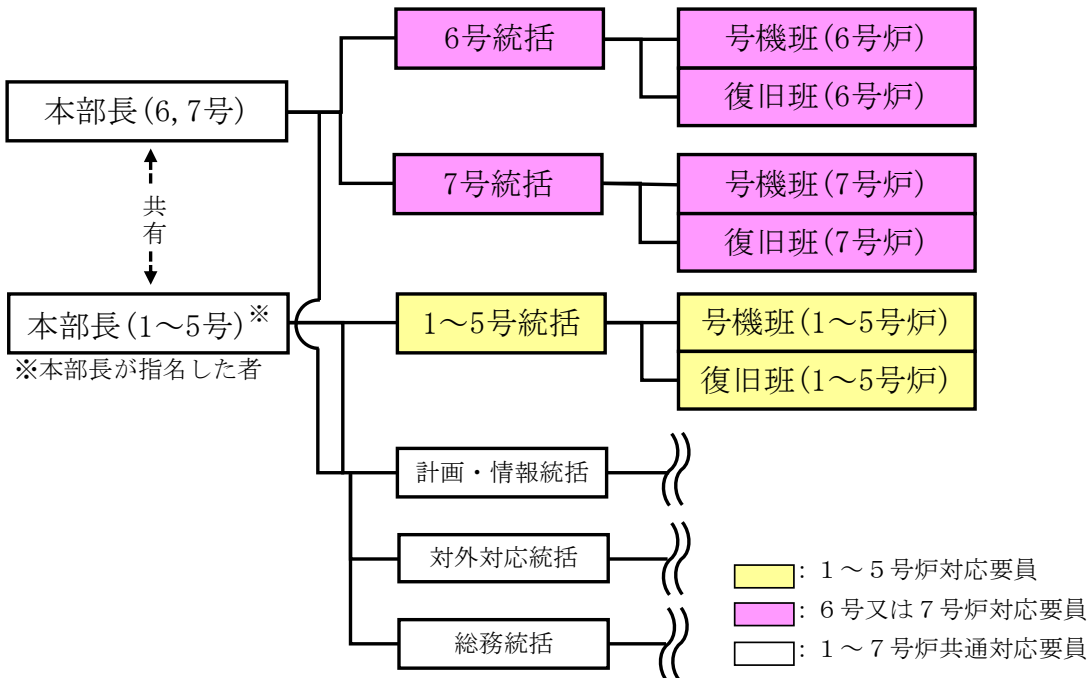 6号統括
号機班(6号炉)
復旧班(6号炉)
本部長(6,7号)
7号統括
号機班(7号炉)
復旧班(7号炉)
共有
本部長(1～5号)※
※本部長が指名した者
1～5号統括
号機班(1～5号炉)
復旧班(1～5号炉)
計画・情報統括
対外対応統括
総務統括
：１～５号炉対応要員
：６号又は７号炉対応要員
：１～７号炉共通対応要員